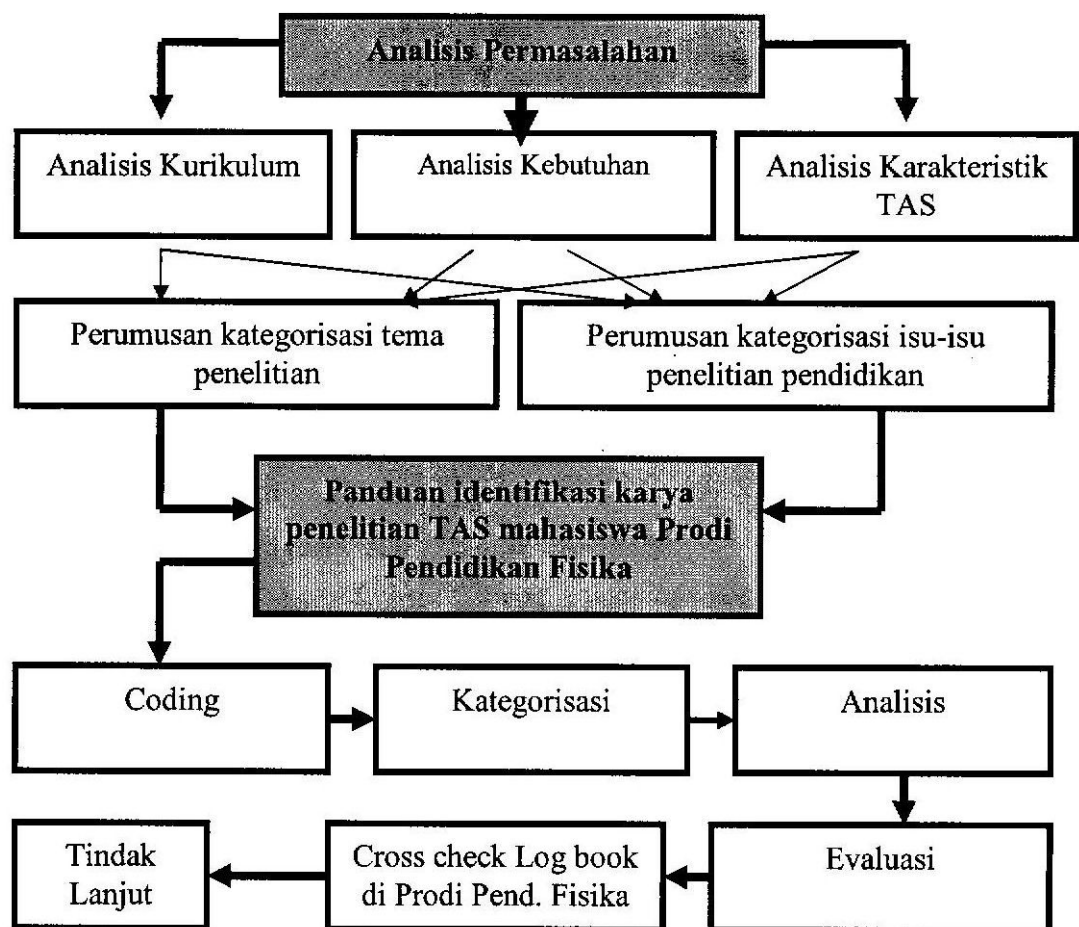 Analisis Permasalahan
Analisis Kurikulum
Analisis Kebutuhan
Analisis Karakteristik
TAS
Perumusan kategorisasi tema
penelitian
Perumusan kategorisasi isu-isu
penelitian pendidikan
Panduan identifikasi karya
penelitian TAS mahasiswa Prodi
Pendidikan Fisika
Coding
Kategorisasi
Analisis
Tindak
Lanjut
Cross check Log book
di Prodi Pend. Fisika
Evaluasi